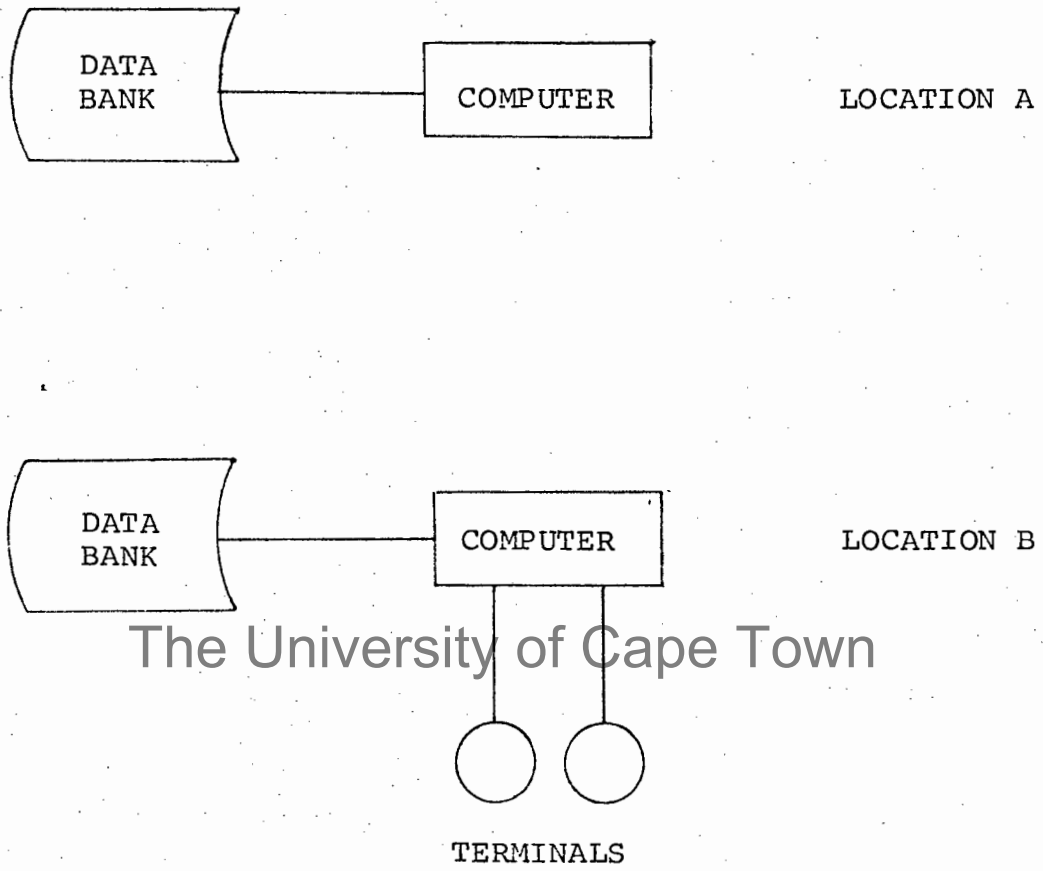 DATA
BANK
COMPUTER
LOCATION A
DATA
BANK
COMPUTER
LOCATION B
The University of Cape Town
TERMINALS